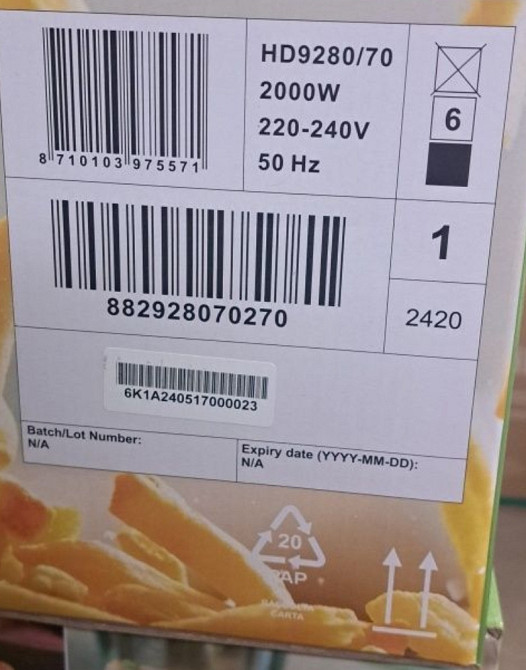 HD9280/70
2000W
220-240V
50 Hz
8 710103 975571
6
882928070270
1
2420
6K1A240517000023
Batch/Lot Number:
N/A
Expiry date (YYYY-MM-DD):
N/A
20
PAP
CARTA